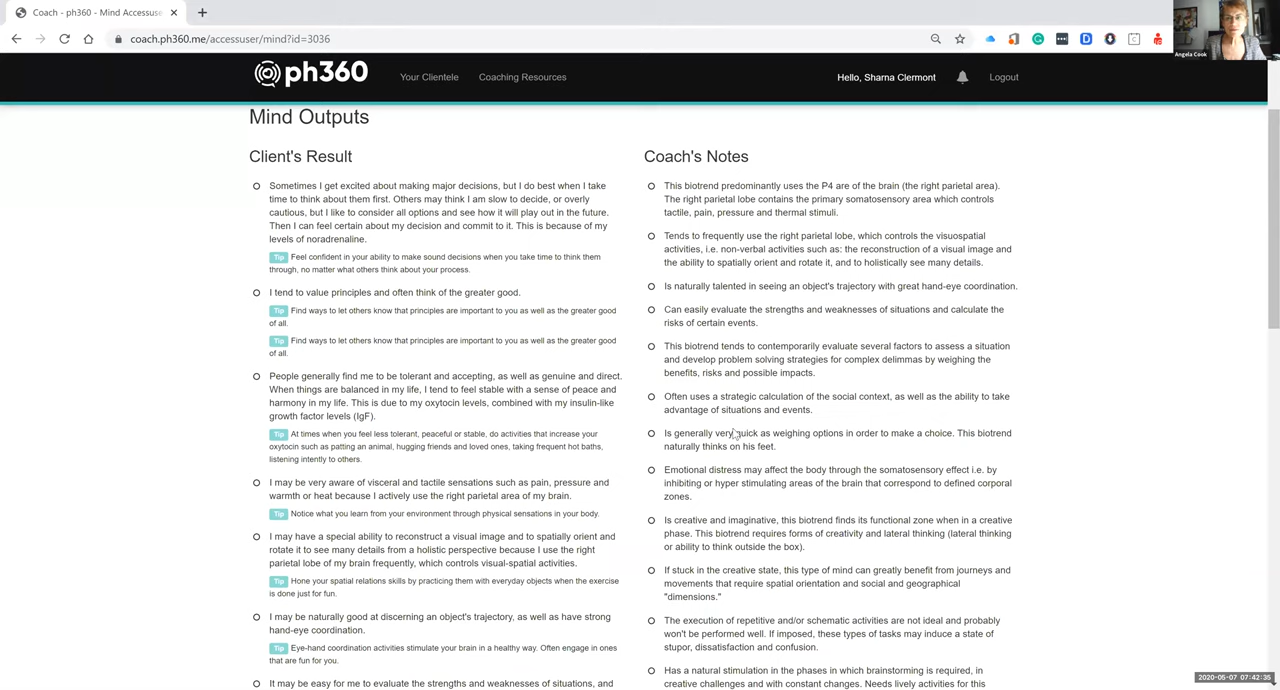 Coach - ph360 - Mind Accessuse
coach.ph360.me/accessuser/mind?id=3036
Angela Cook
ph360
Your Clientele
Coaching Resources
Hello, Sharna Clermont
Logout
Mind Outputs
Client's Result
Sometimes I get excited about making major decisions, but I do best when I take
time to think about them first. Others may think I am slow to decide, or overly
cautious, but I like to consider all options and see how it will play out in the future.
Then I can feel certain about my decision and commit to it. This is because of my
levels of noradrenaline.
Tip Feel confident in your ability to make sound decisions when you take time to think them
through, no matter what others think about your process.
I tend to value principles and often think of the greater good.
Tip Find ways to let others know that principles are important to you as well as the greater good
of all.
Tip Find ways to let others know that principles are important to you as well as the greater good
of all.
People generally find me to be tolerant and accepting, as well as genuine and direct.
When things are balanced in my life, I tend to feel stable with a sense of peace and
harmony in my life. This is due to my oxytocin levels, combined with my insulin-like
growth factor levels (IgF).
Tip At times when you feel less tolerant, peaceful or stable, do activities that increase your
oxytocin such as patting an animal, hugging friends and loved ones, taking frequent hot baths,
listening intently to others.
I may be very aware of visceral and tactile sensations such as pain, pressure and
warmth or heat because I actively use the right parietal area of my brain.
Tip Notice what you learn from your environment through physical sensations in your body.
I may have a special ability to reconstruct a visual image and to spatially orient and
rotate it to see many details from a holistic perspective because I use the right
parietal lobe of my brain frequently, which controls visual-spatial activities.
Tip Hone your spatial relations skills by practicing them with everyday objects when the exercise
is done just for fun.
I may be naturally good at discerning an object's trajectory, as well as have strong
hand-eye coordination.
Tip Eye-hand coordination activities stimulate your brain in a healthy way. Often engage in ones
that are fun for you.
It may be easy for me to evaluate the strengths and weaknesses of situations, and
Coach's Notes
This biotrend predominantly uses the P4 are of the brain (the right parietal area).
The right parietal lobe contains the primary somatosensory area which controls
tactile, pain, pressure and thermal stimuli.
Tends to frequently use the right parietal lobe, which controls the visuospatial
activities, i.e. non-verbal activities such as: the reconstruction of a visual image and
the ability to spatially orient and rotate it, and to holistically see many details.
Is naturally talented in seeing an object's trajectory with great hand-eye coordination.
Can easily evaluate the strengths and weaknesses of situations and calculate the
risks of certain events.
This biotrend tends to contemporarily evaluate several factors to assess a situation
and develop problem solving strategies for complex delimmas by weighing the
benefits, risks and possible impacts.
Often uses a strategic calculation of the social context, as well as the ability to take
advantage of situations and events.
Is generally very quick as weighing options in order to make a choice. This biotrend
naturally thinks on his feet.
Emotional distress may affect the body through the somatosensory effect i.e. by
inhibiting or hyper stimulating areas of the brain that correspond to defined corporal
zones.
Is creative and imaginative, this biotrend finds its functional zone when in a creative
phase. This biotrend requires forms of creativity and lateral thinking (lateral thinking
or ability to think outside the box).
If stuck in the creative state, this type of mind can greatly benefit from journeys and
movements that require spatial orientation and social and geographical
"dimensions."
The execution of repetitive and/or schematic activities are not ideal and probably
won't be performed well. If imposed, these types of tasks may induce a state of
stupor, dissatisfaction and confusion.
Has a natural stimulation in the phases in which brainstorming is required, in
creative challenges and with constant changes. Needs lively activities for this
2020-05-07 07:42:35